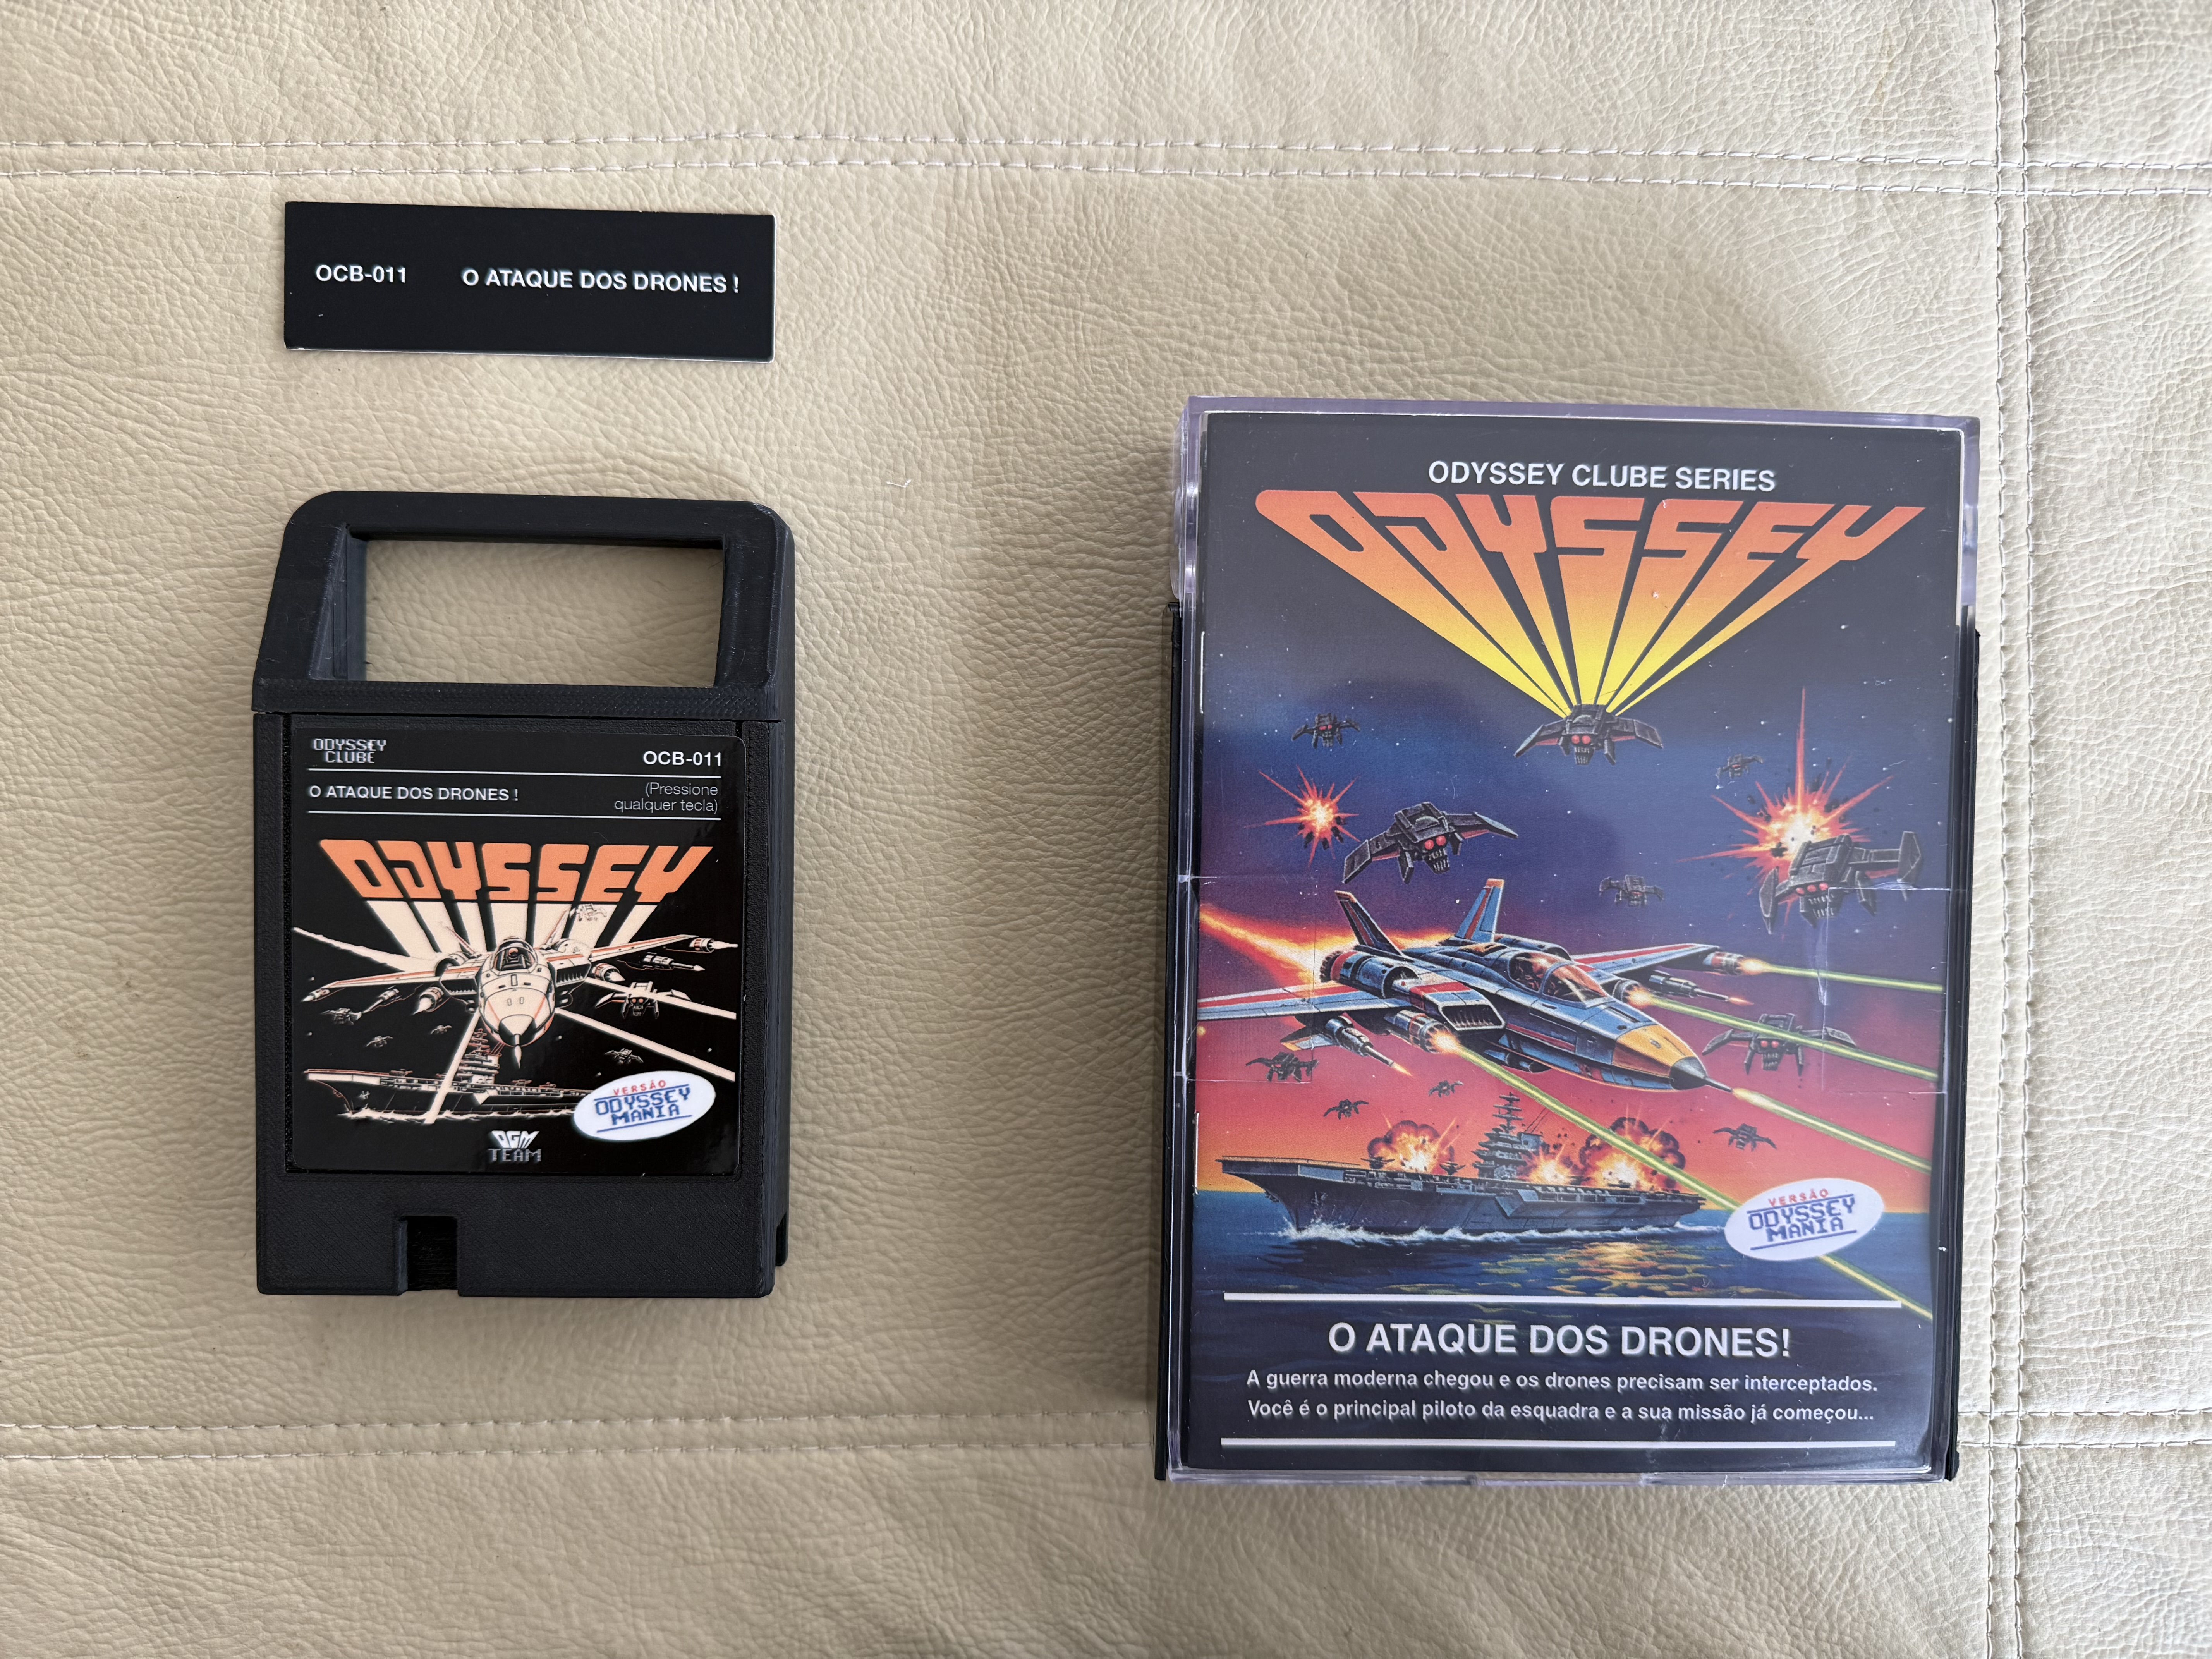 OCB-011 O ATAQUE DOS DRONES !
ODYSSEY
CLUBE
OCB-011
O ATAQUE DOS DRONES !
(Pressione
qualquer tecla)
ODYSSEY
VERSÃO
ODYSSEY
MANIA
OGM
TEAM
ODYSSEY CLUBE SERIES
ODYSSEY
VERSÃO
ODYSSEY
MANIA
O ATAQUE DOS DRONES!
A guerra moderna chegou e os drones precisam ser interceptados.
Você é o principal piloto da esquadra e a sua missão já começou...